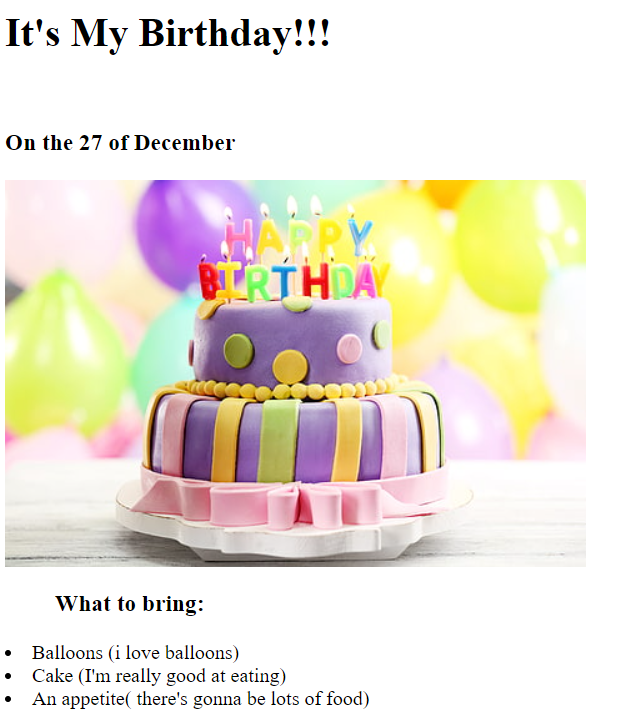 It's My Birthday!!!
On the 27 of December
HAPPY
BIRTHDAY
What to bring:
Balloons (i love balloons)
Cake (I'm really good at eating)
An appetite( there's gonna be lots of food)